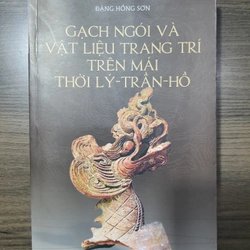 ĐẶNG HỒNG SƠN
GẠCH NGÓI VÀ
VẬT LIỆU TRANG TRÍ
TRÊN MÁI
THỜI LÝ-TRẦN-HỒ